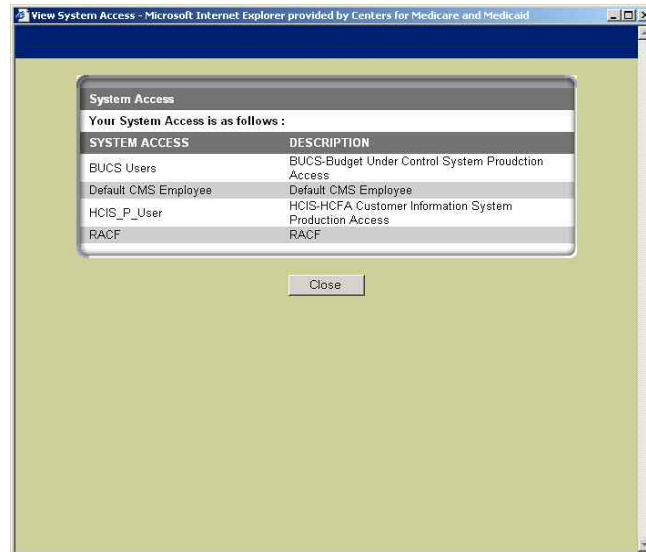 View System Access - Microsoft Internet Explorer provided by Centers for Medicare and Medicaid
System Access
Your System Access is as follows :
SYSTEM ACCESS DESCRIPTION
BUCS Users BUCS-Budget Under Control System Proudction
Access
Default CMS Employee Default CMS Employee
HCIS_P_User HCIS-HCFA Customer Information System
Production Access
RACF RACF
Close